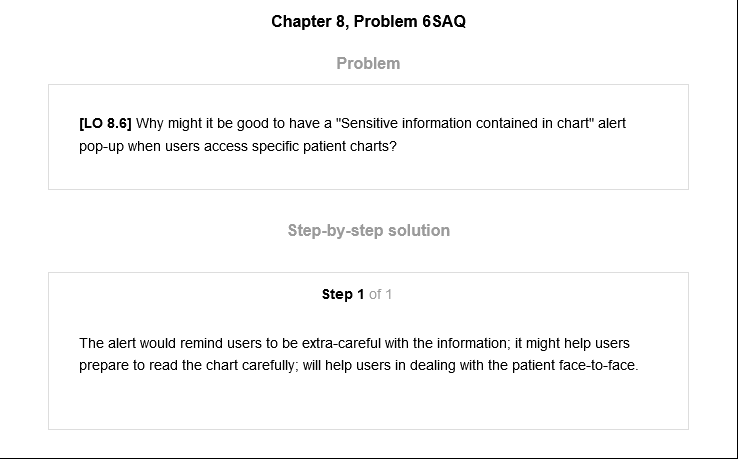 Chapter 8, Problem 6SAQ
Problem
[LO 8.6] Why might it be good to have a "Sensitive information contained in chart" alert
pop-up when users access specific patient charts?
Step-by-step solution
Step 1 of 1
The alert would remind users to be extra-careful with the information; it might help users
prepare to read the chart carefully; will help users in dealing with the patient face-to-face.